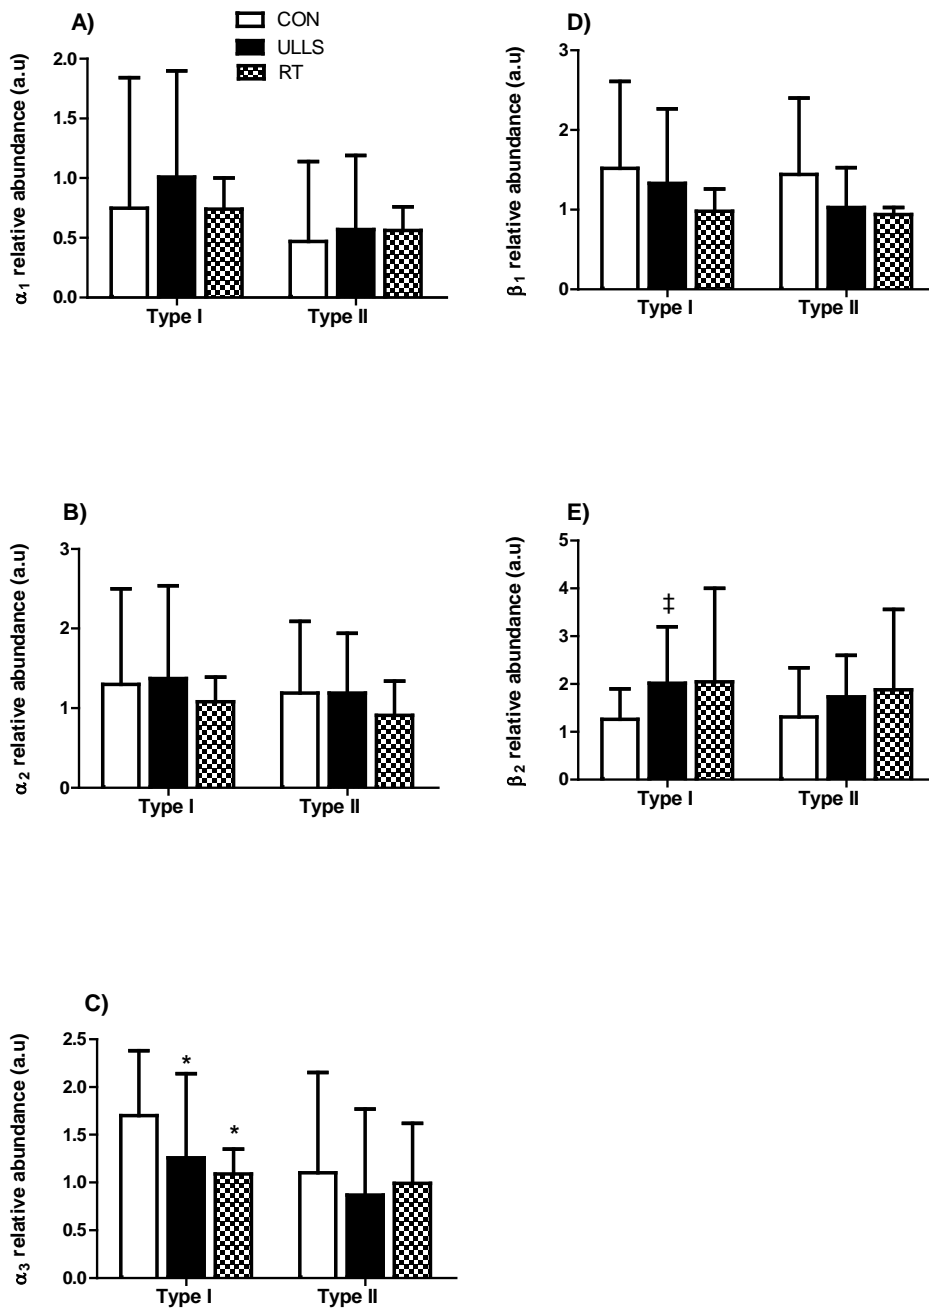 A)
CON
ULLS
RT
α1 relative abundance (a.u)
2.0
1.5
1.0
0.5
0.0
Type I
Type II
D)
β1 relative abundance (a.u)
3
2
1
0
Type I
Type II
B)
α2 relative abundance (a.u)
3
2
1
0
Type I
Type II
E)
β2 relative abundance (a.u)
5
4
3
2
1
0
‡
Type I
Type II
C)
α3 relative abundance (a.u)
2.5
2.0
1.5
1.0
0.5
0.0
*
*
Type I
Type II